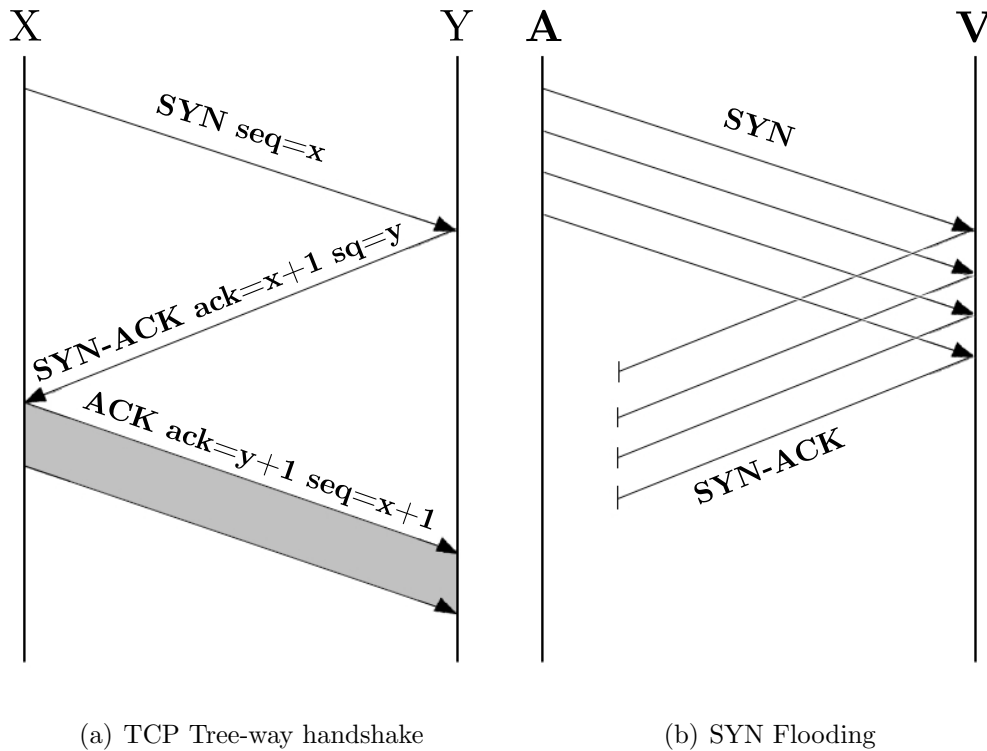 X
Y
SYN seq=x
SYN-ACK ack=x+1 sq=y
ACK ack=y+1 seq=x+1
(a) TCP Tree-way handshake
A
V
SYN
SYN-ACK
(b) SYN Flooding